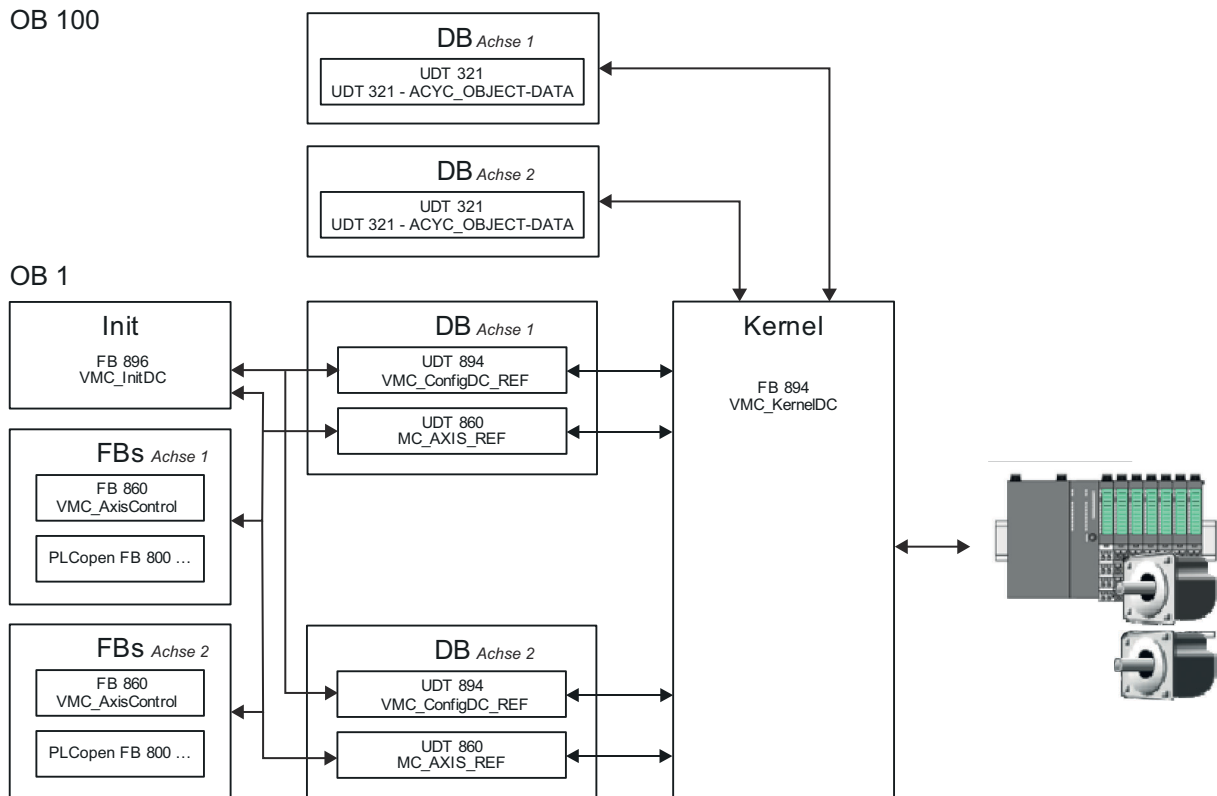 OB 100
DB Achse 1
UDT 321
UDT 321 - ACYC_OBJECT-DATA
DB Achse 2
UDT 321
UDT 321 - ACYC_OBJECT-DATA
OB 1
Init
FB 896
VMC_InitDC
FBs Achse 1
FB 860
VMC_AxisControl
PLCopen FB 800 ...
FBs Achse 2
FB 860
VMC_AxisControl
PLCopen FB 800 ...
DB Achse 1
UDT 894
VMC_ConfigDC_REF
UDT 860
MC_AXIS_REF
DB Achse 2
UDT 894
VMC_ConfigDC_REF
UDT 860
MC_AXIS_REF
Kernel
FB 894
VMC_KernelDC